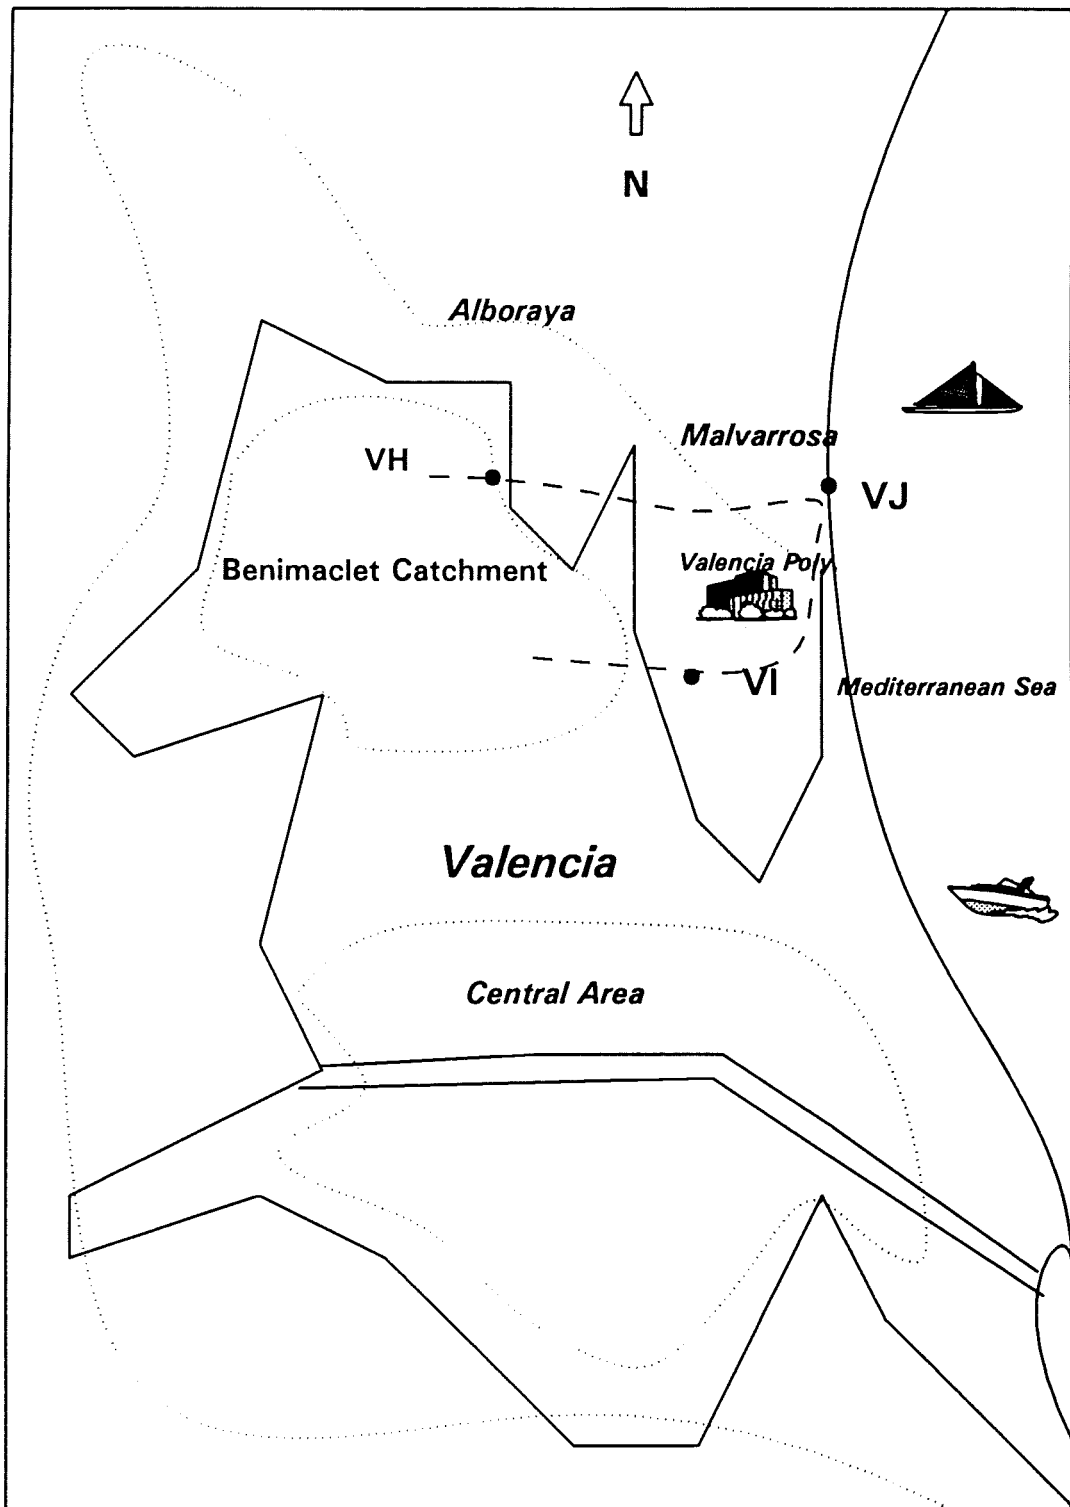 N
Alboraya
Malvarrosa
VH
VJ
Valencia Poly
Benimaclet Catchment
VI
Mediterranean Sea
Valencia
Central Area